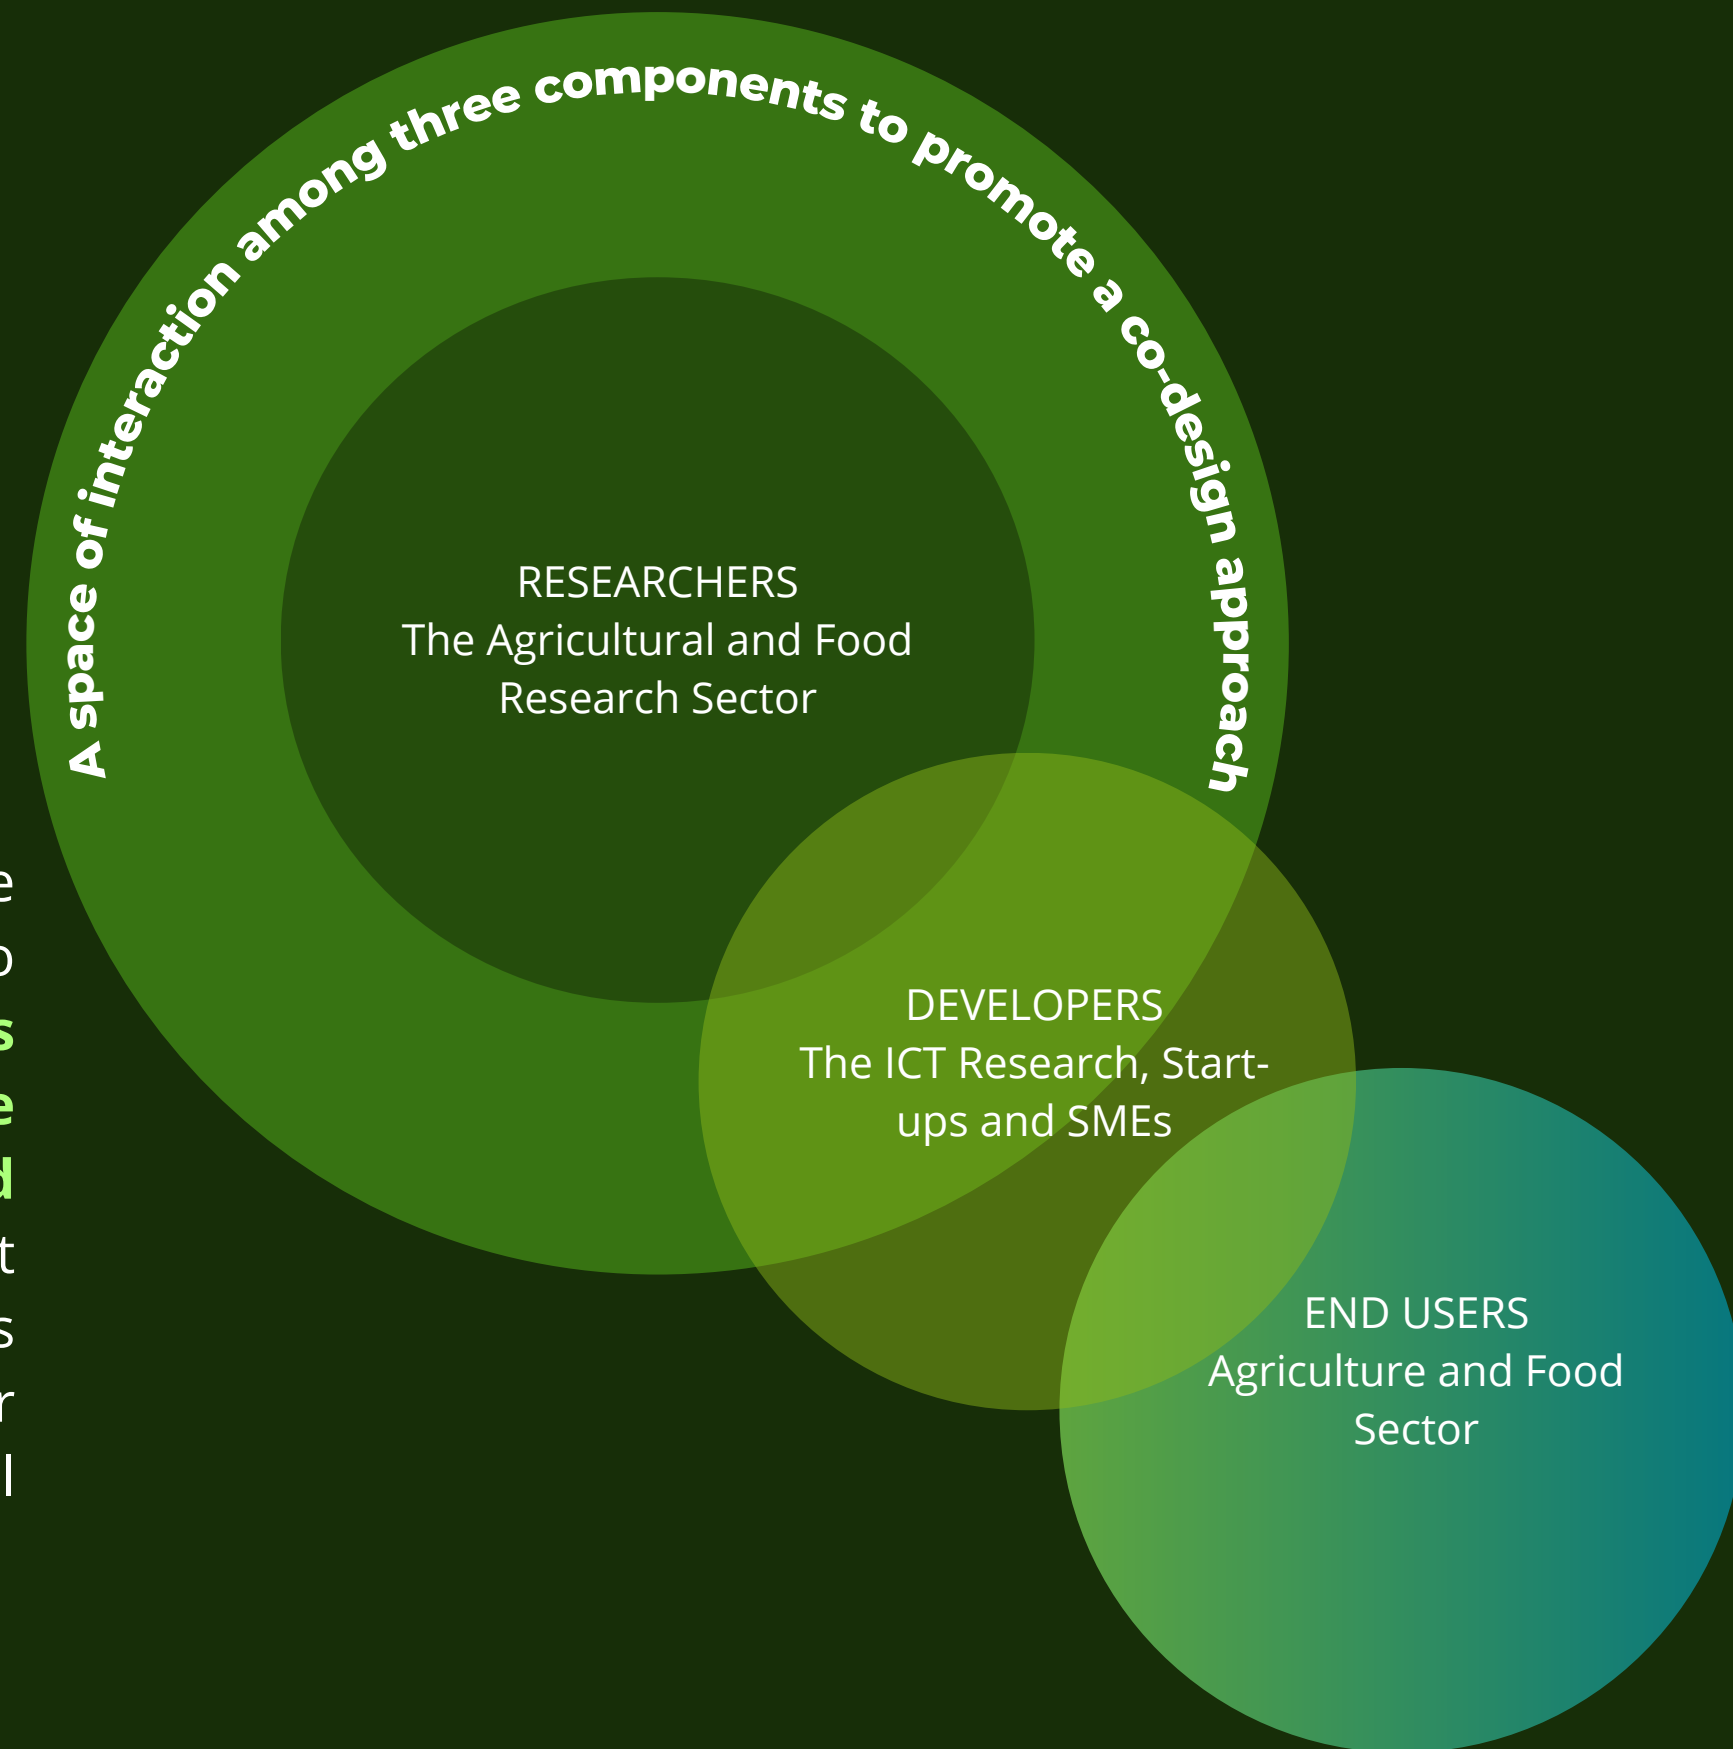 A space of interaction among three components to promote a co-design approach
RESEARCHERS
The Agricultural and Food
Research Sector
DEVELOPERS
The ICT Research, Start-
ups and SMEs
END USERS
Agriculture and Food
Sector